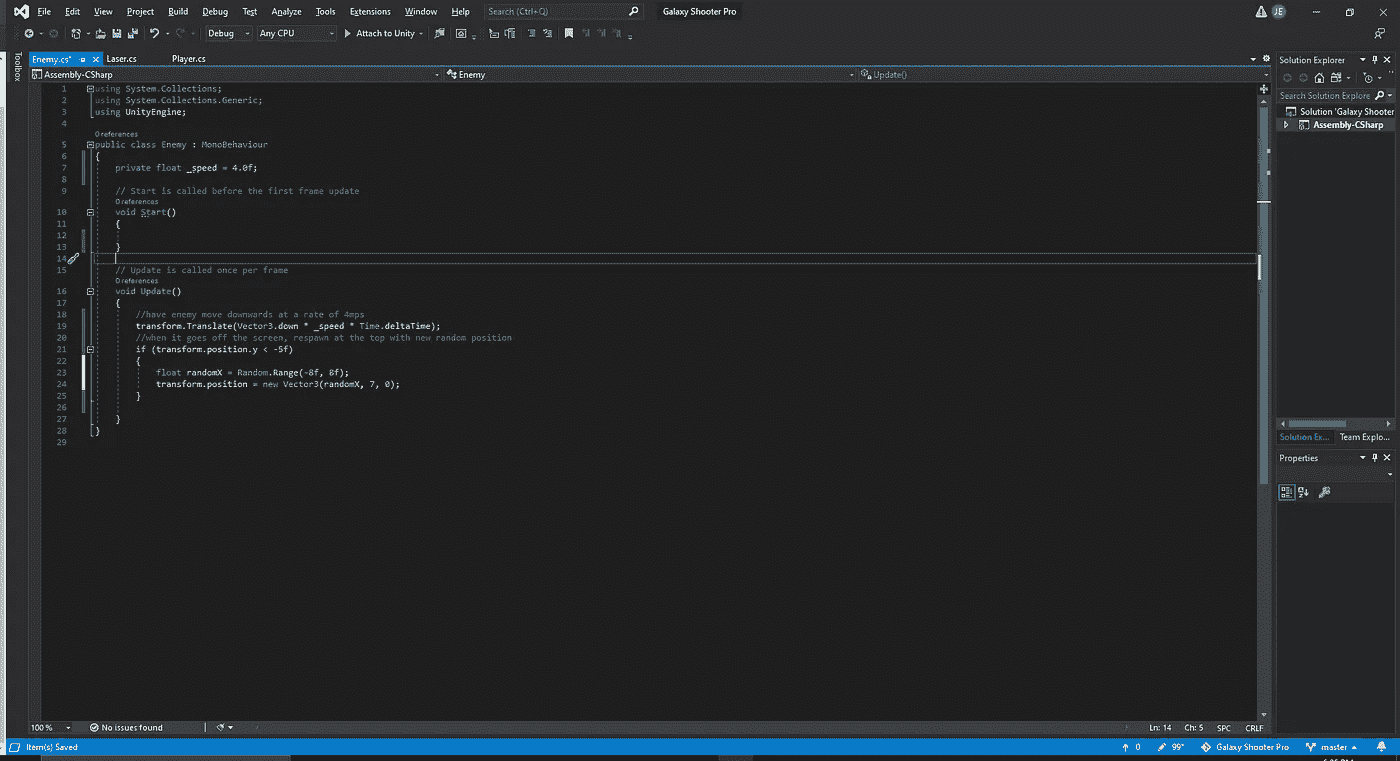 File Edit View Project Build Debug Test Analyze Tools Extensions Window Help Search (Ctrl+Q) Galaxy Shooter Pro JE
Debug Any CPU Attach to Unity
Toolbox
Enemy.cs* Laser.cs Player.cs
Assembly-CSharp Enemy Update()
1 using System.Collections;
2 using System.Collections.Generic;
3 using UnityEngine;
4
0 references
5 public class Enemy : MonoBehaviour
6 {
7 private float _speed = 4.0f;
8
9 // Start is called before the first frame update
0 references
10 void Start()
11 {
12
13 }
14
15 // Update is called once per frame
0 references
16 void Update()
17 {
18 //have enemy move downwards at a rate of 4mps
19 transform.Translate(Vector3.down * _speed * Time.deltaTime);
20 //when it goes off the screen, respawn at the top with new random position
21 if (transform.position.y < -5f)
22 {
23 float randomX = Random.Range(-8f, 8f);
24 transform.position = new Vector3(randomX, 7, 0);
25 }
26
27 }
28 }
29
Solution Explorer
Search Solution Explore
Solution 'Galaxy Shooter
Assembly-CSharp
Solution Ex... Team Explo...
Properties
100 % No issues found Ln: 14 Ch: 5 SPC CRLF
Item(s) Saved 0 99* Galaxy Shooter Pro master